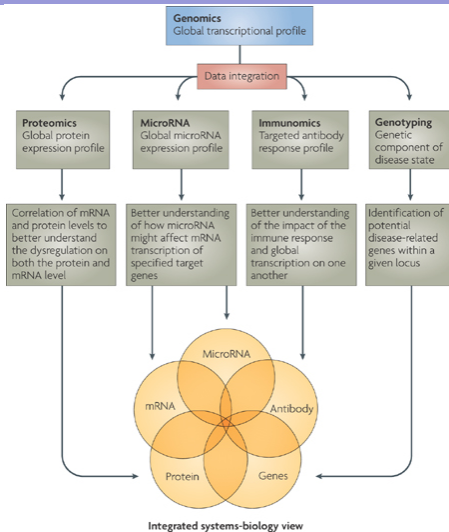 Genomics
Global transcriptional profile
Data integration
Proteomics
Global protein
expression profile
MicroRNA
Global microRNA
expression profile
Immunomics
Targeted antibody
response profile
Genotyping
Genetic
component of
disease state
Correlation of mRNA
and protein levels to
better understand
the dysregulation on
both the protein and
mRNA level
Better understanding
of how microRNA
might affect mRNA
transcription of
specified target
genes
Better understanding
of the impact of the
immune response
and global
transcription on one
another
Identification of
potential
disease-related
genes within a
given locus
MicroRNA
mRNA
Antibody
Protein
Genes
Integrated systems-biology view